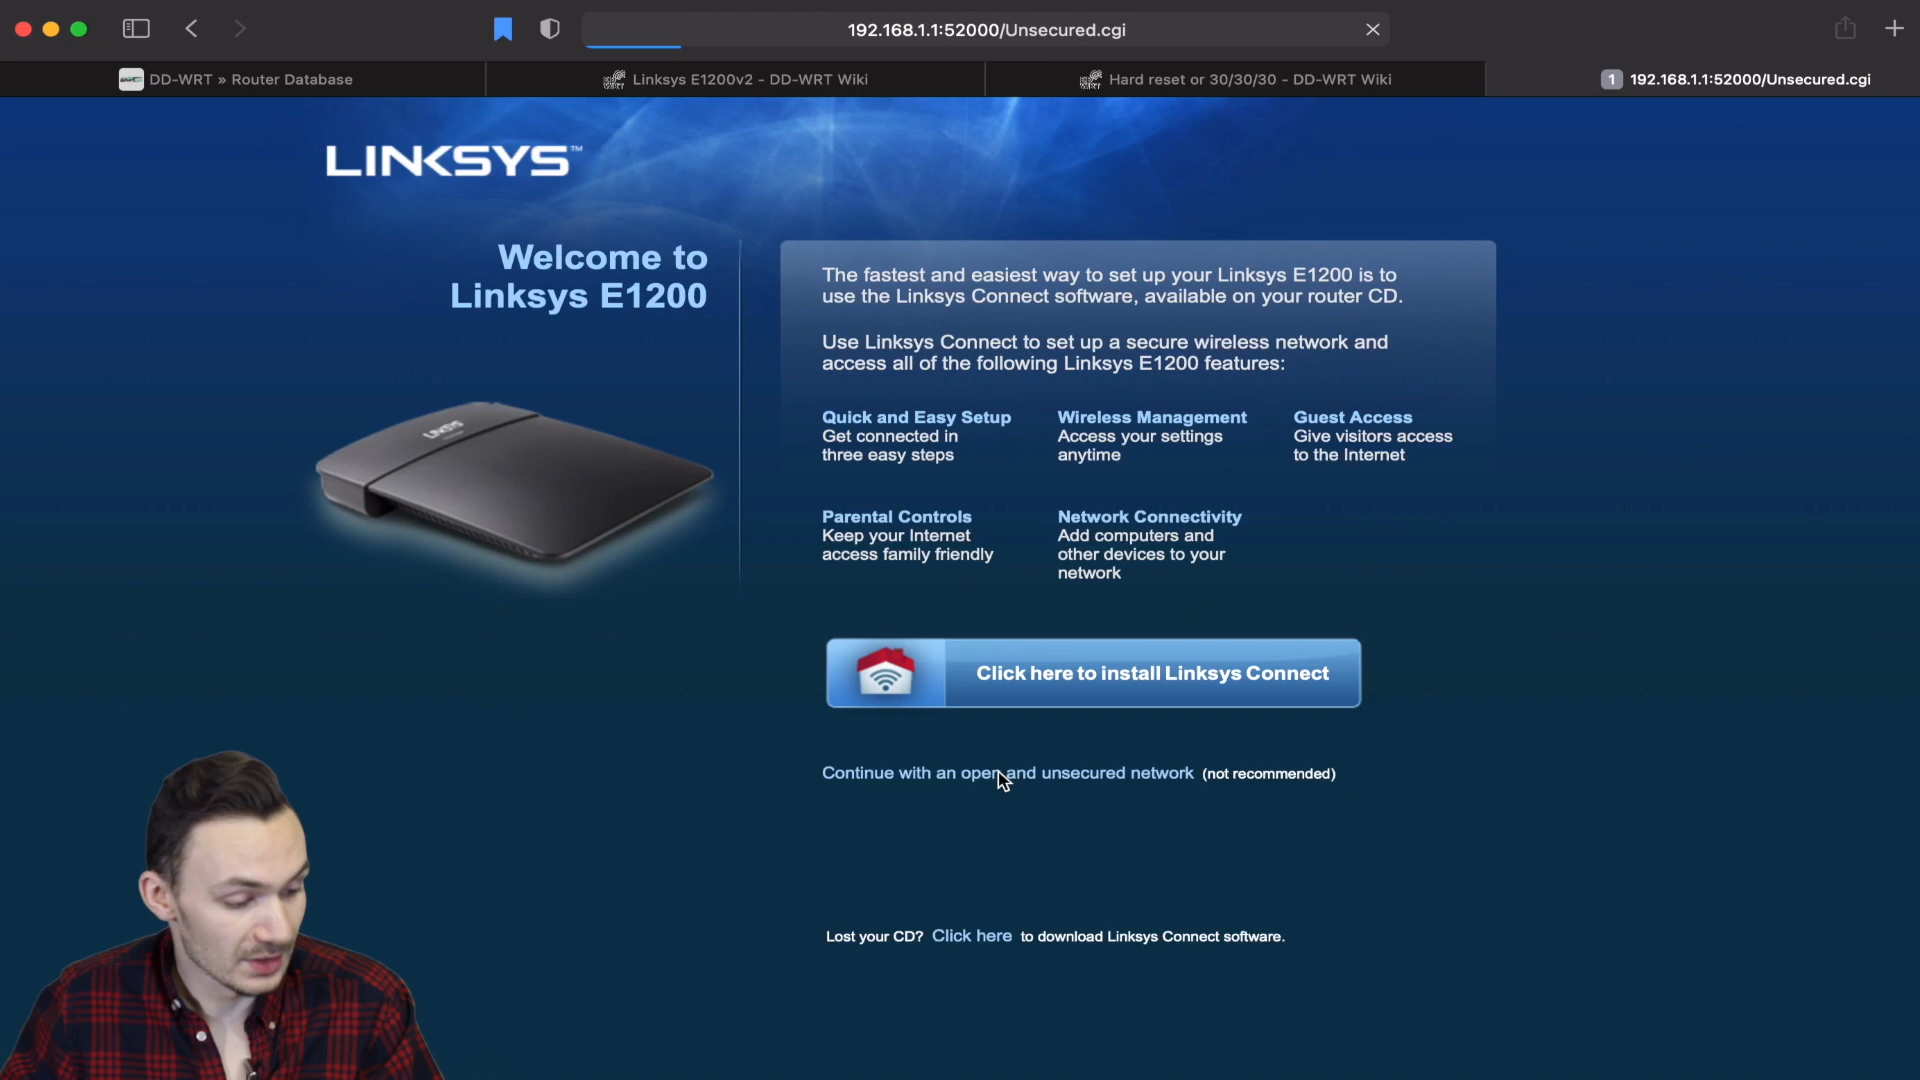 192.168.1.1:52000/Unsecured.cgi
DD-WRT » Router Database
Linksys E1200v2 - DD-WRT Wiki
Hard reset or 30/30/30 - DD-WRT Wiki
1 192.168.1.1:52000/Unsecured.cgi
LINKSYS™
Welcome to
Linksys E1200
LINKSYS
The fastest and easiest way to set up your Linksys E1200 is to
use the Linksys Connect software, available on your router CD.
Use Linksys Connect to set up a secure wireless network and
access all of the following Linksys E1200 features:
Quick and Easy Setup
Get connected in
three easy steps
Wireless Management
Access your settings
anytime
Guest Access
Give visitors access
to the Internet
Parental Controls
Keep your Internet
access family friendly
Network Connectivity
Add computers and
other devices to your
network
Click here to install Linksys Connect
Continue with an open and unsecured network (not recommended)
Lost your CD? Click here to download Linksys Connect software.